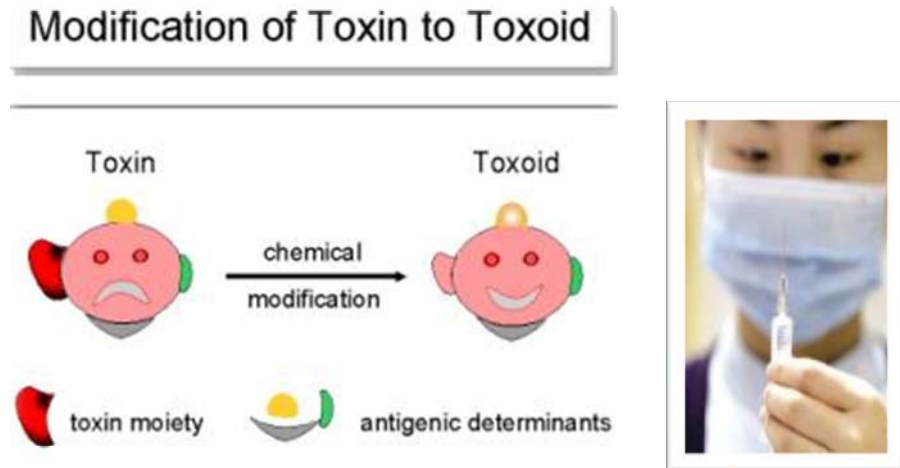 Modification of Toxin to Toxoid
Toxin
Toxoid
chemical
modification
toxin moiety
antigenic determinants